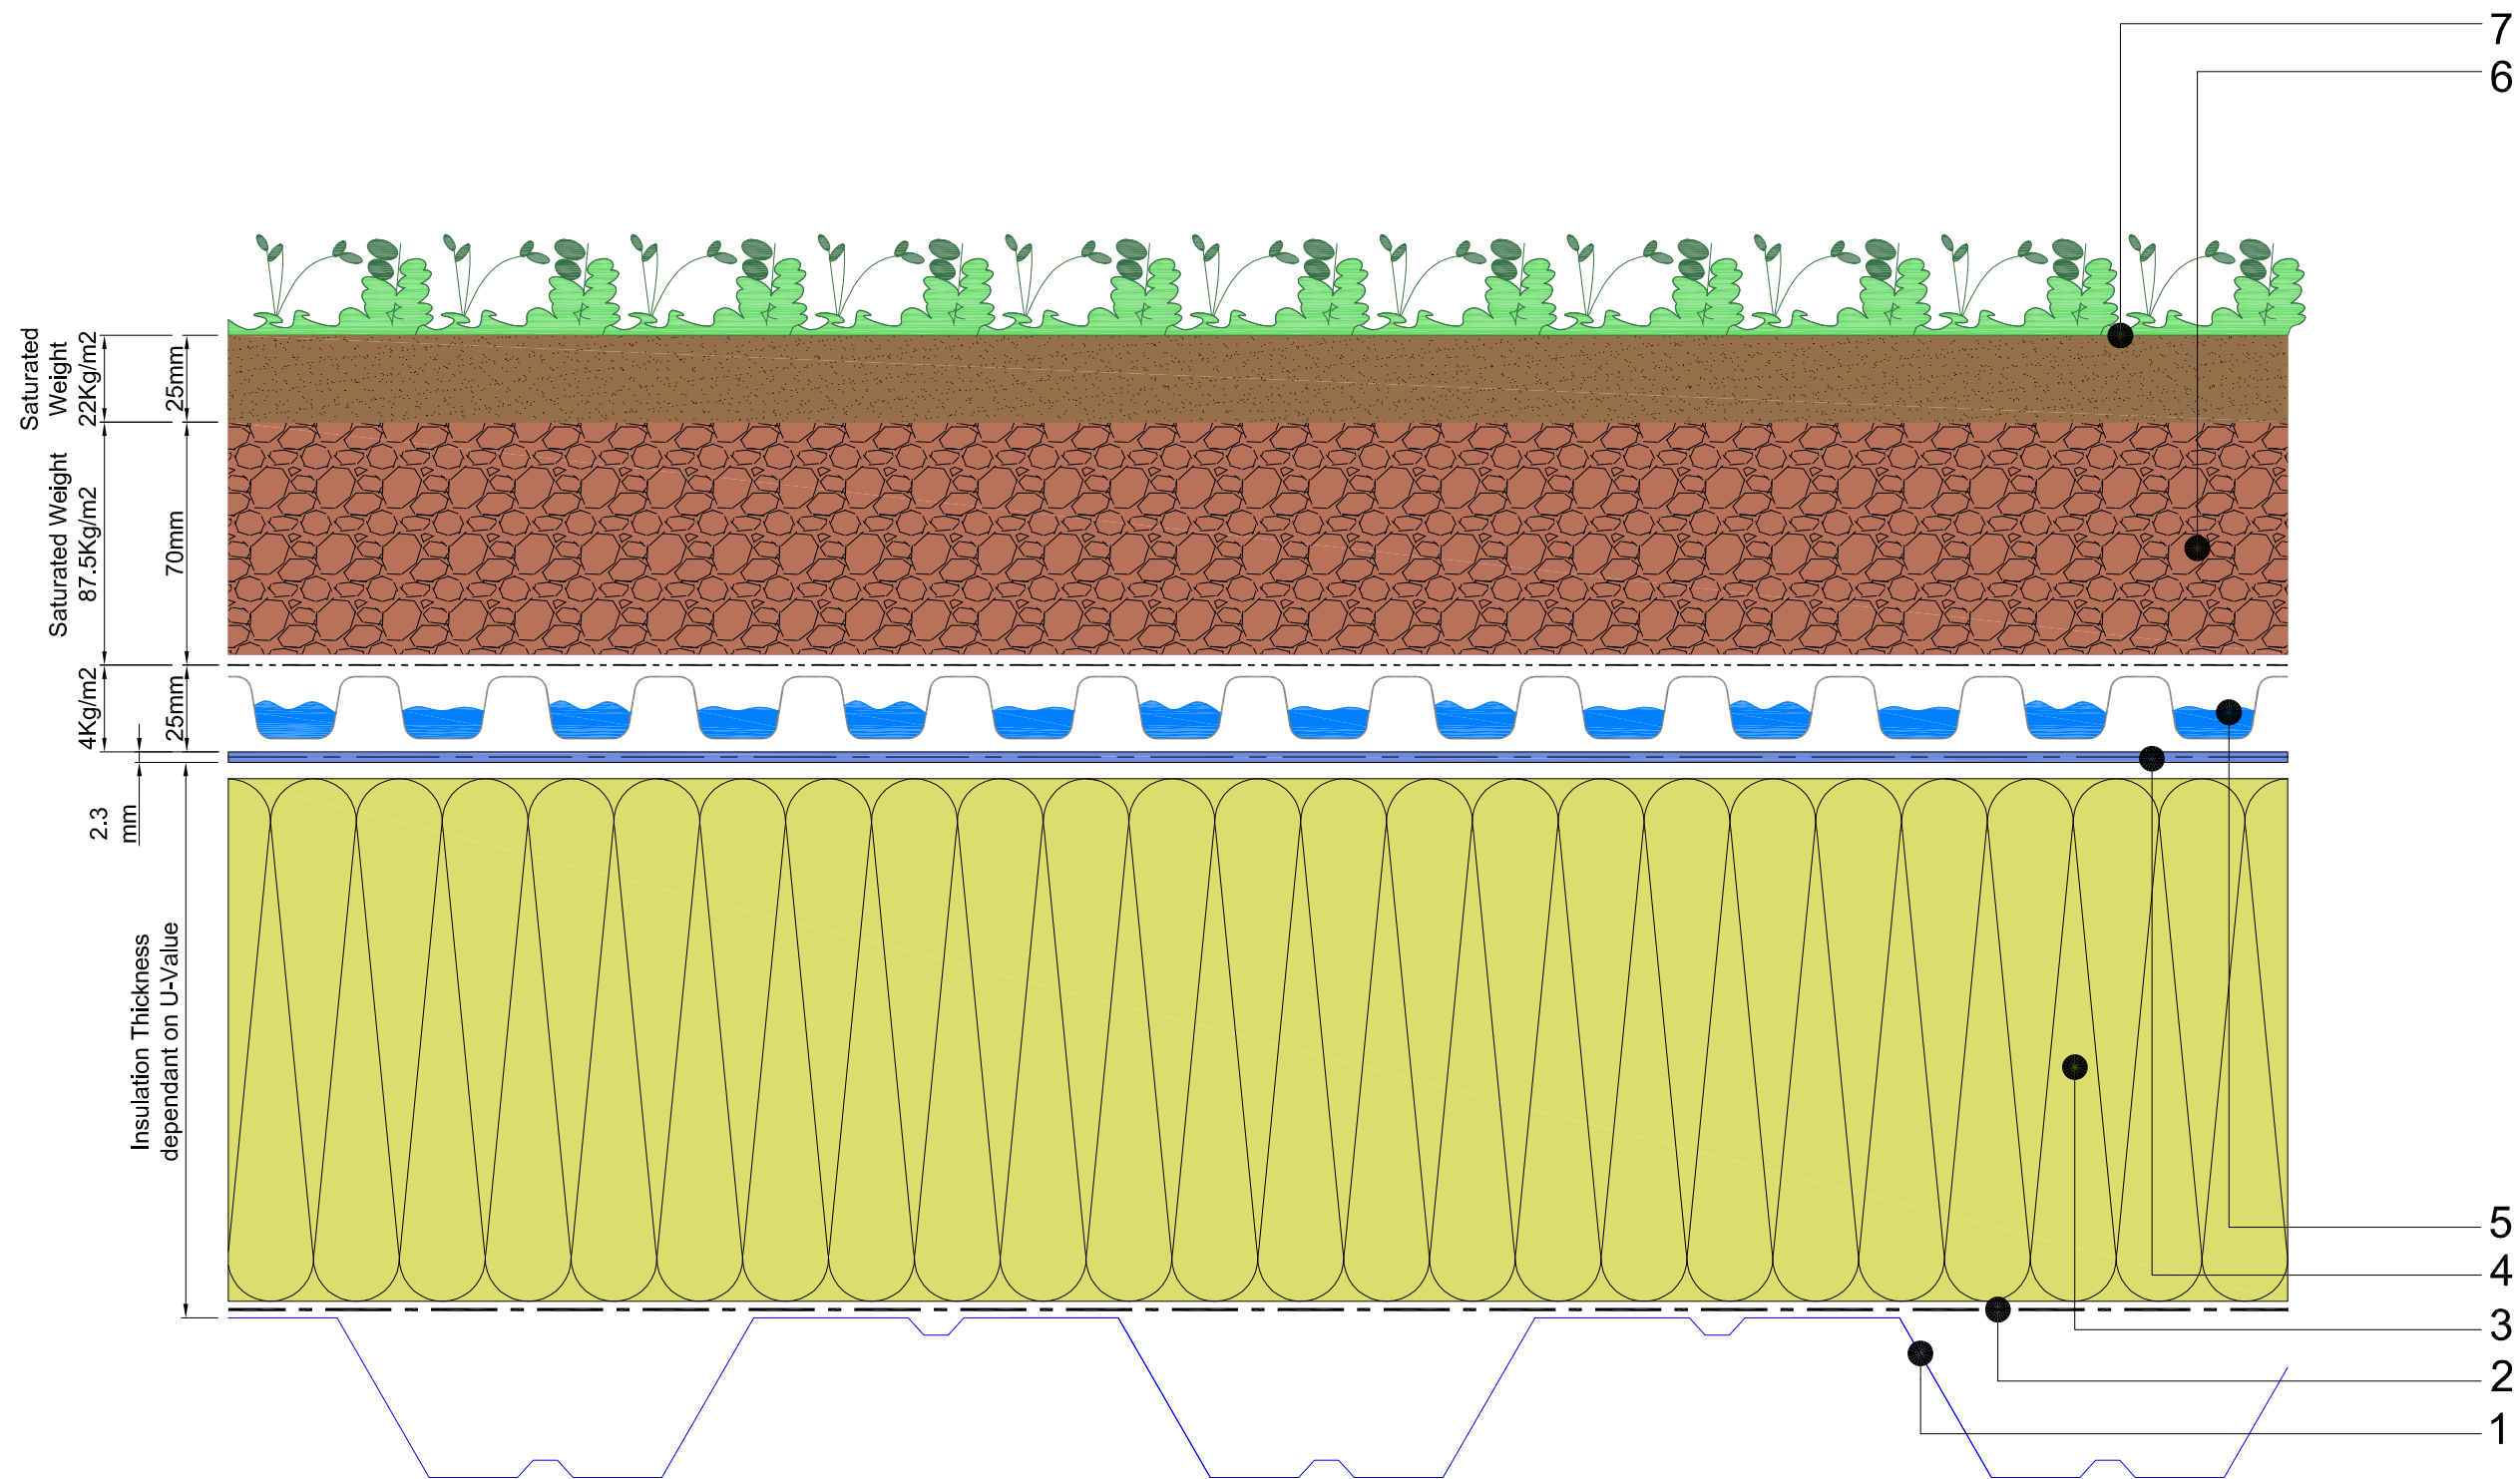 7
6
Saturated
Weight
22Kg/m2
25mm
Saturated Weight
87.5Kg/m2
70mm
4Kg/m2
25mm
2.3
mm
Insulation Thickness
dependant on U-Value
5
4
3
2
1